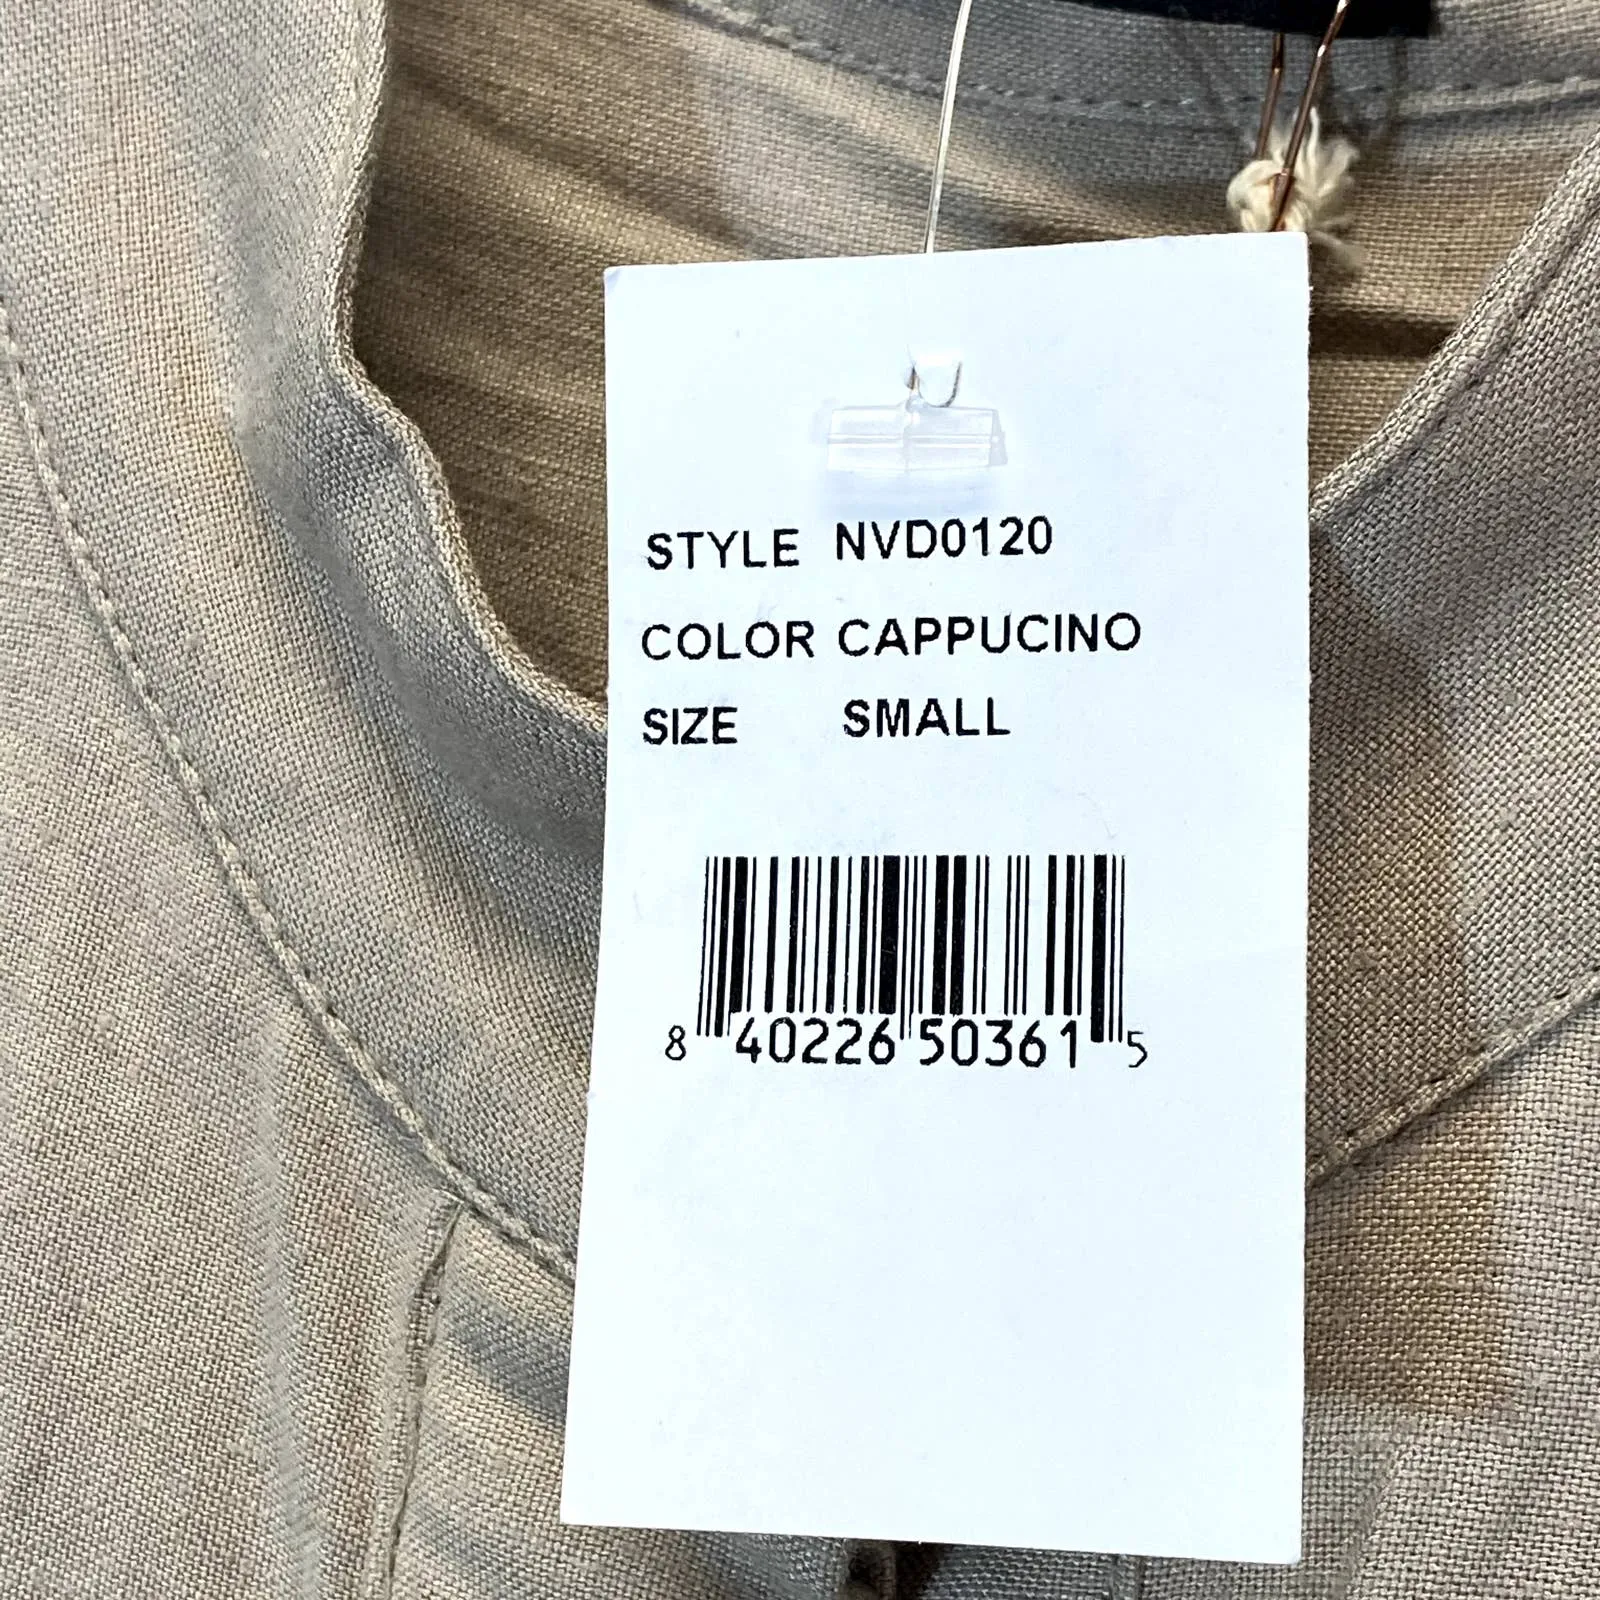 STYLE NVD0120
COLOR CAPPUCINO
SIZE SMALL
8 40226 50361 5